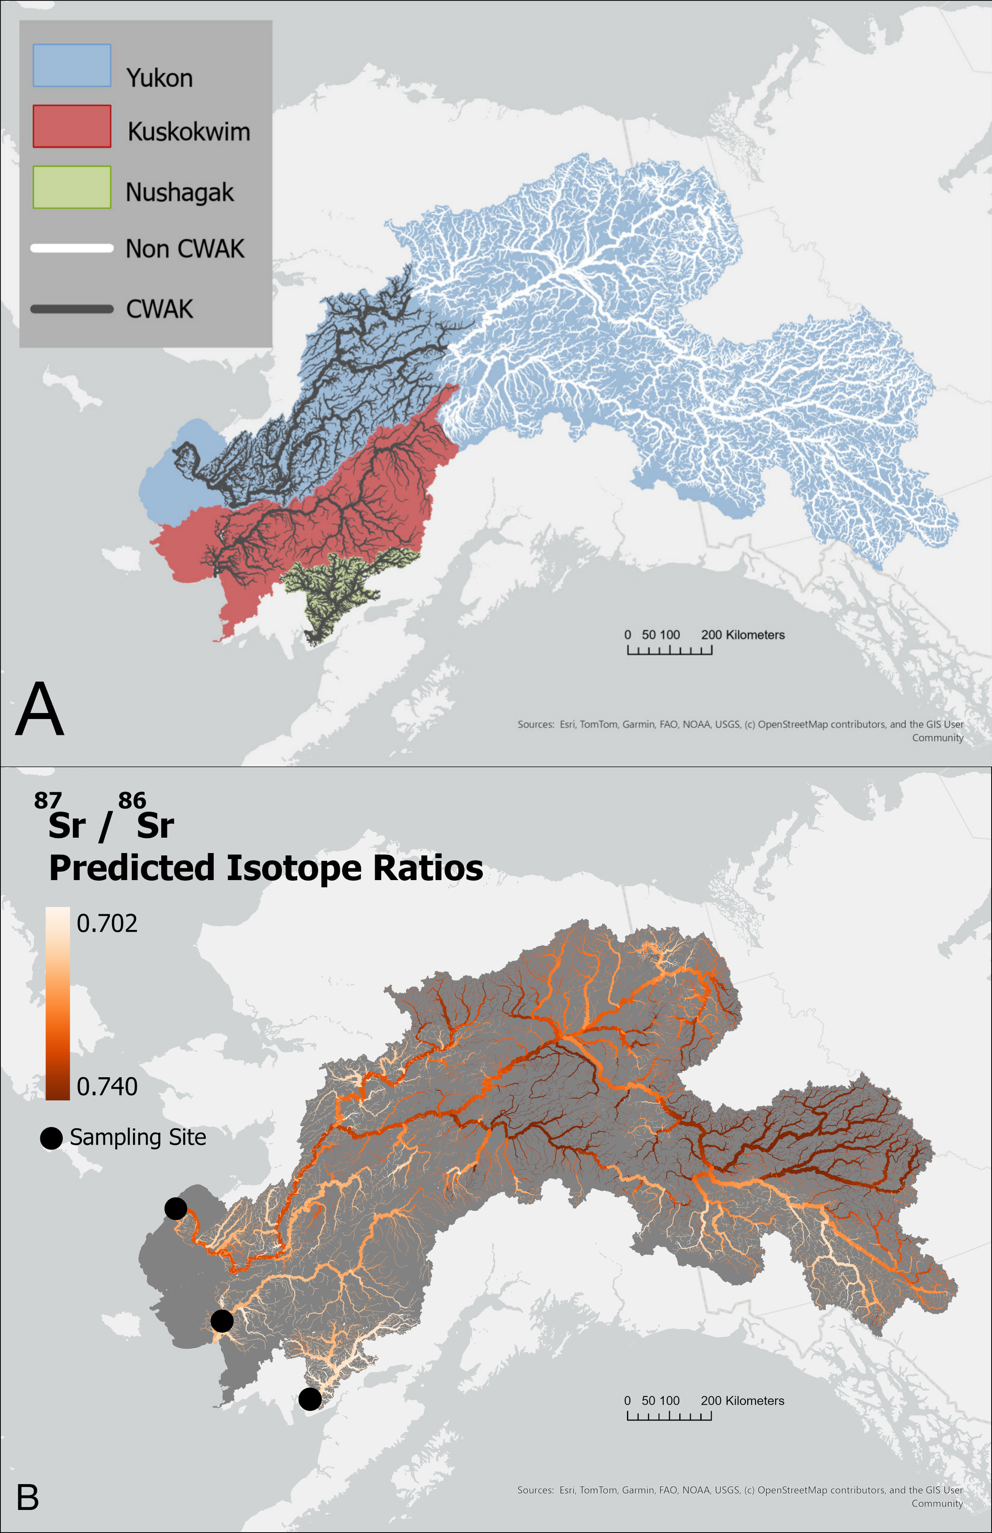 Yukon
Kuskokwim
Nushagak
Non CWAK
CWAK
0 50 100 200 Kilometers
A
Sources: Esri, TomTom, Garmin, FAO, NOAA, USGS, (c) OpenStreetMap contributors, and the GIS User
Community
87Sr / 86Sr
Predicted Isotope Ratios
0.702
0.740
Sampling Site
0 50 100 200 Kilometers
B
Sources: Esri, TomTom, Garmin, FAO, NOAA, USGS, (c) OpenStreetMap contributors, and the GIS User
Community